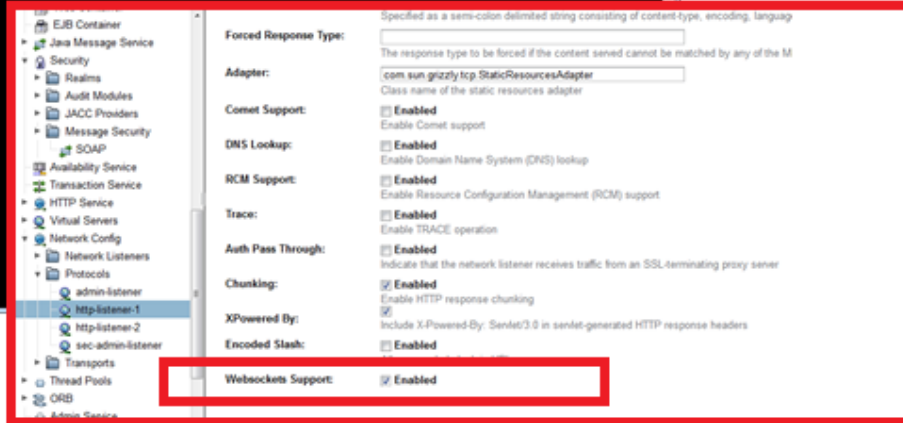 EJB Container
Java Message Service
Security
Realms
Audit Modules
JACC Providers
Message Security
SOAP
Availability Service
Transaction Service
HTTP Service
Virtual Servers
Network Config
Network Listeners
Protocols
admin-listener
http-listener-1
http-listener-2
sec-admin-listener
Transports
Thread Pools
ORB
Admin Service
Specified as a semi-colon delimited string consisting of content-type, encoding, languag
Forced Response Type:
The response type to be forced if the content served cannot be matched by any of the M
Adapter: com.sun.grizzly.tcp.StaticResourcesAdapter
Class name of the static resources adapter
Comet Support: Enabled
Enable Comet support
DNS Lookup: Enabled
Enable Domain Name System (DNS) lookup
RCM Support: Enabled
Enable Resource Configuration Management (RCM) support
Trace: Enabled
Enable TRACE operation
Auth Pass Through: Enabled
Indicate that the network listener receives traffic from an SSL-terminating proxy server
Chunking: Enabled
Enable HTTP response chunking
XPowered By:
Include X-Powered-By: Servlet/3.0 in servlet-generated HTTP response headers
Encoded Slash: Enabled
Websockets Support: Enabled